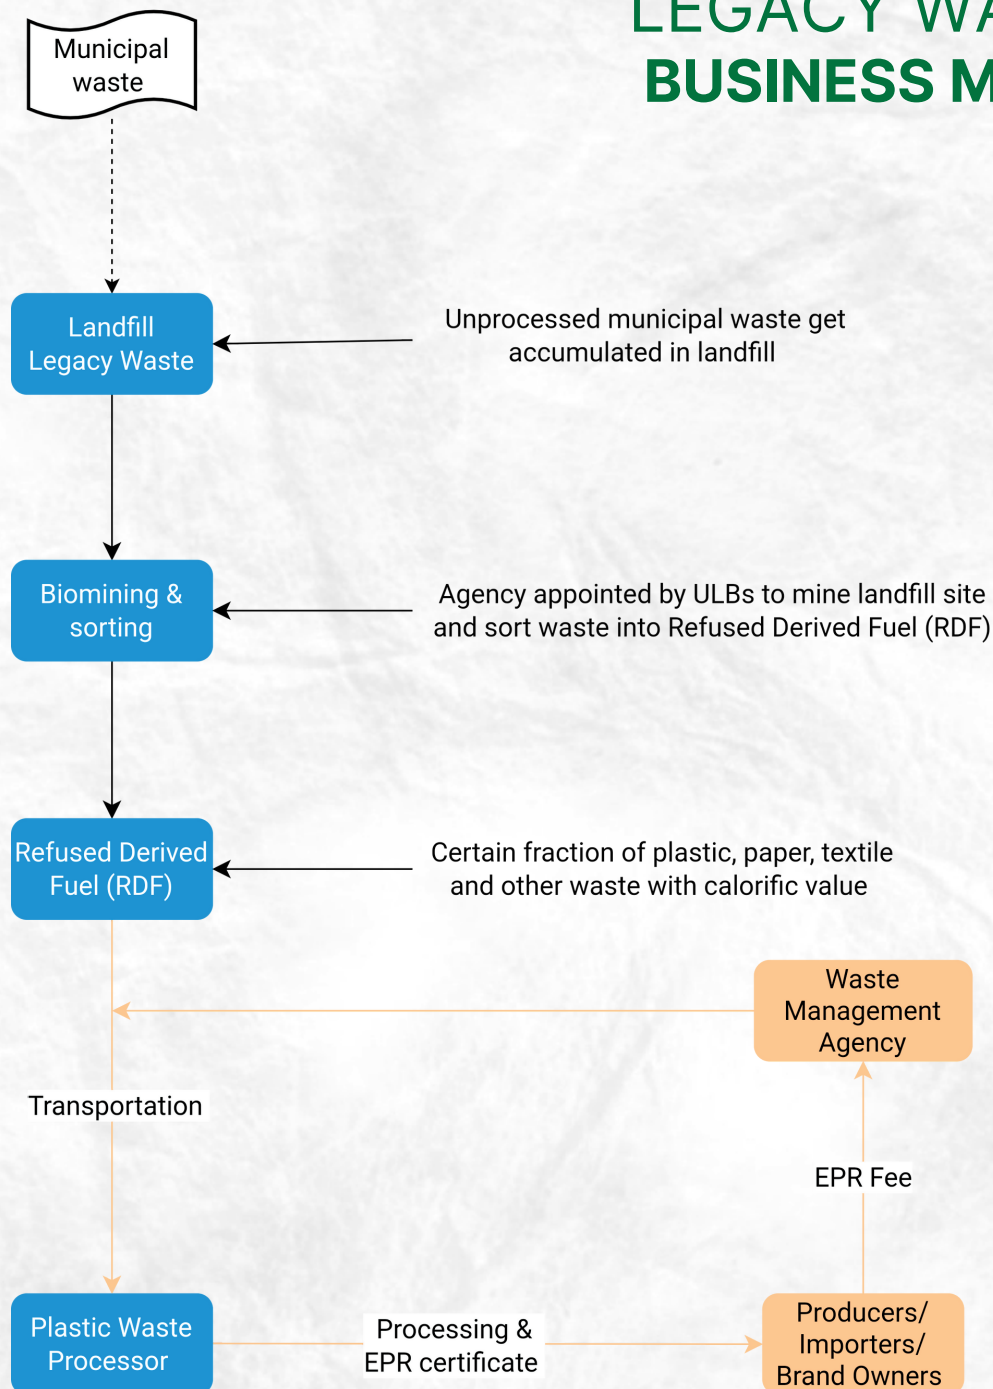 LEGACY WA
BUSINESS M
Municipal
waste
Landfill
Legacy Waste
Unprocessed municipal waste get
accumulated in landfill
Biomining &
sorting
Agency appointed by ULBs to mine landfill site
and sort waste into Refused Derived Fuel (RDF)
Refused Derived
Fuel (RDF)
Certain fraction of plastic, paper, textile
and other waste with calorific value
Waste
Management
Agency
Transportation
EPR Fee
Plastic Waste
Processor
Processing &
EPR certificate
Producers/
Importers/
Brand Owners